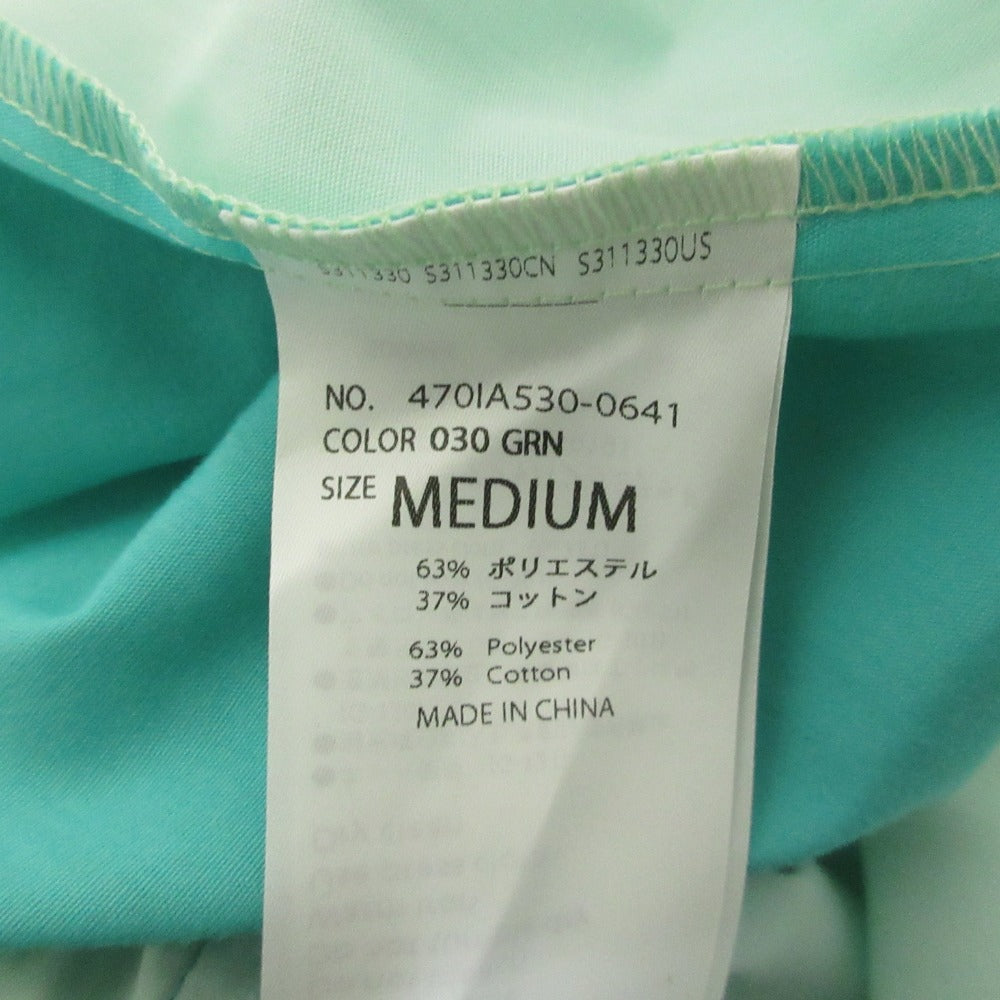 S311330 S311330CN S311330US
NO. 470IA530-0641
COLOR 030 GRN
SIZE MEDIUM
63% ポリエステル
37% コットン
63% Polyester
37% Cotton
MADE IN CHINA